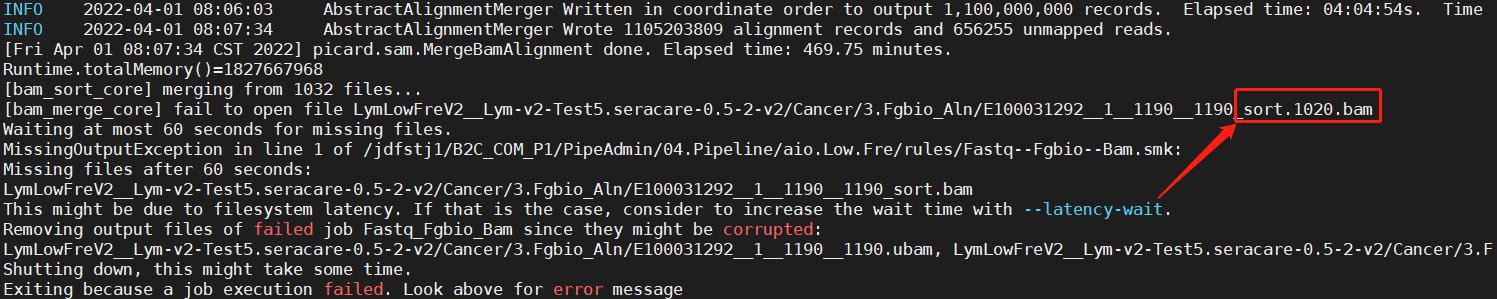 INFO    2022-04-01 08:06:03     AbstractAlignmentMerger Written in coordinate order to output 1,100,000,000 records.  Elapsed time: 04:04:54s.  Time
INFO    2022-04-01 08:07:34     AbstractAlignmentMerger Wrote 1105203809 alignment records and 656255 unmapped reads.
[Fri Apr 01 08:07:34 CST 2022] picard.sam.MergeBamAlignment done. Elapsed time: 469.75 minutes.
Runtime.totalMemory()=1827667968
[bam_sort_core] merging from 1032 files...
[bam_merge_core] fail to open file LymLowFreV2__Lym-v2-Test5.seracare-0.5-2-v2/Cancer/3.Fgbio_Aln/E100031292__1__1190__1190_sort.1020.bam
Waiting at most 60 seconds for missing files.
MissingOutputException in line 1 of /jdfstj1/B2C_COM_P1/PipeAdmin/04.Pipeline/aio.Low.Fre/rules/Fastq--Fgbio--Bam.smk:
Missing files after 60 seconds:
LymLowFreV2__Lym-v2-Test5.seracare-0.5-2-v2/Cancer/3.Fgbio_Aln/E100031292__1__1190__1190_sort.bam
This might be due to filesystem latency. If that is the case, consider to increase the wait time with --latency-wait.
Removing output files of failed job Fastq_Fgbio_Bam since they might be corrupted:
LymLowFreV2__Lym-v2-Test5.seracare-0.5-2-v2/Cancer/3.Fgbio_Aln/E100031292__1__1190__1190.ubam, LymLowFreV2__Lym-v2-Test5.seracare-0.5-2-v2/Cancer/3.F
Shutting down, this might take some time.
Exiting because a job execution failed. Look above for error message